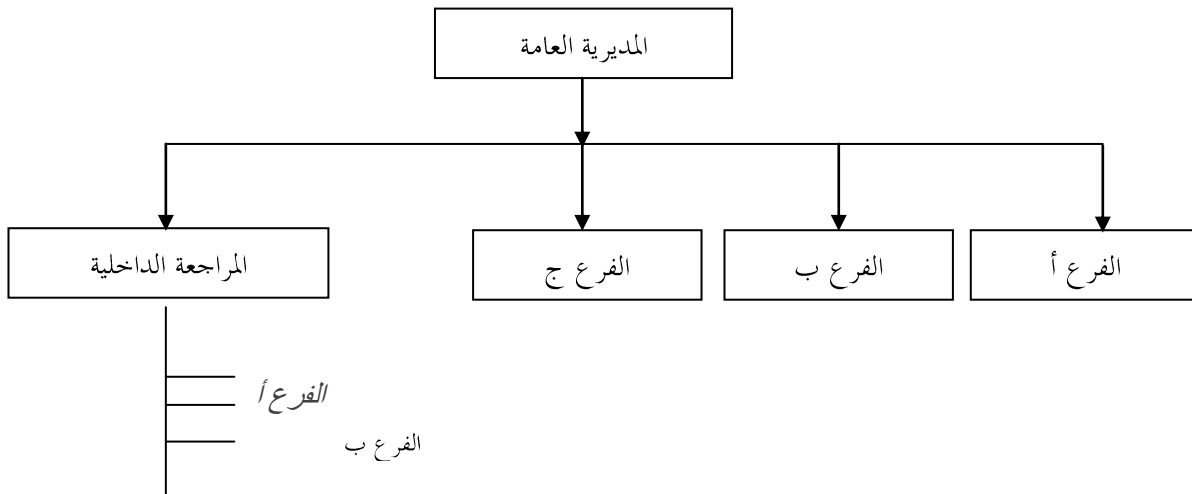 المديرية العامة
الفرع أ
الفرع ب
الفرع ج
المراجعة الداخلية
الفرع أ
الفرع ب